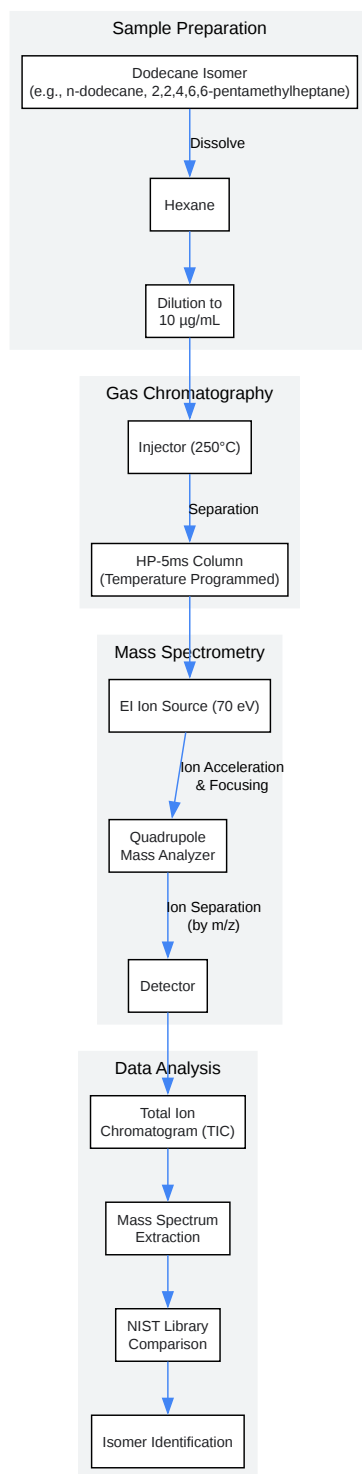 Sample Preparation
Dodecane Isomer
(e.g., n-dodecane, 2,2,4,6,6-pentamethylheptane)
Dissolve
Hexane
Dilution to
10 µg/mL
Gas Chromatography
Injector (250°C)
Separation
HP-5ms Column
(Temperature Programmed)
Mass Spectrometry
EI Ion Source (70 eV)
Ion Acceleration
& Focusing
Quadrupole
Mass Analyzer
Ion Separation
(by m/z)
Detector
Data Analysis
Total Ion
Chromatogram (TIC)
Mass Spectrum
Extraction
NIST Library
Comparison
Isomer Identification